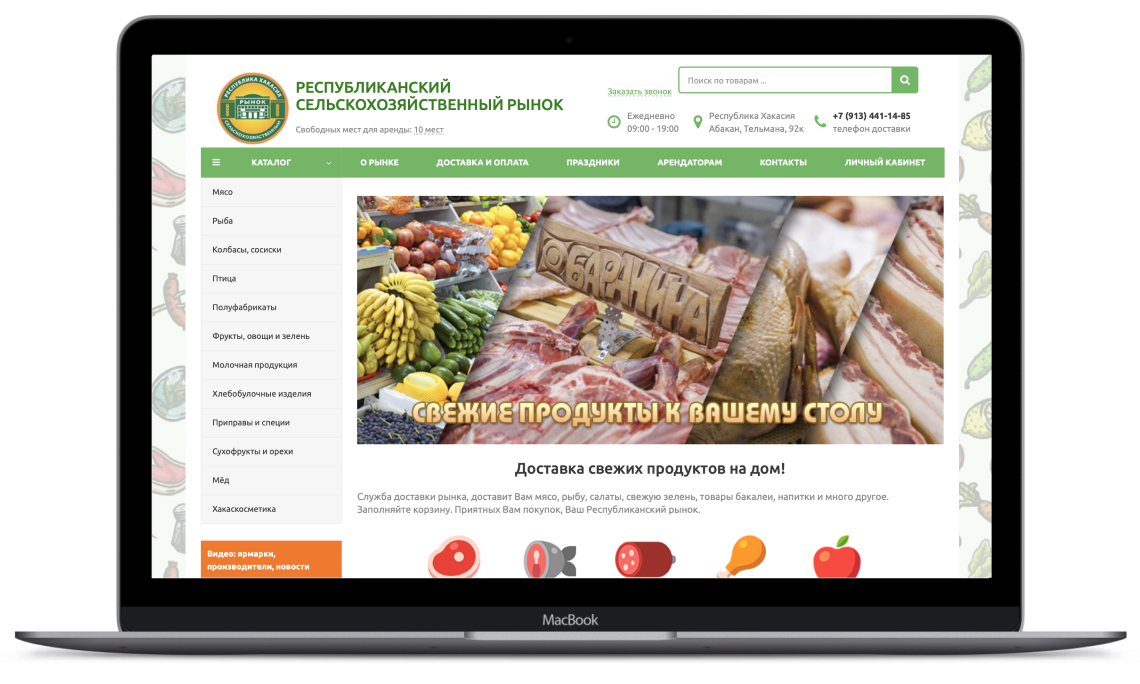 РЕСПУБЛИКА ХАКАСИЯ
РЫНОК
СЕЛЬСКОХОЗЯЙСТВЕННЫЙ
РЕСПУБЛИКАНСКИЙ
СЕЛЬСКОХОЗЯЙСТВЕННЫЙ РЫНОК
Свободных мест для аренды: 10 мест
Поиск по товарам ...
Заказать звонок
Ежедневно
09:00 - 19:00
Республика Хакасия
Абакан, Тельмана, 92к
+7 (913) 441-14-85
телефон доставки
КАТАЛОГ
О РЫНКЕ
ДОСТАВКА И ОПЛАТА
ПРАЗДНИКИ
АРЕНДАТОРАМ
КОНТАКТЫ
ЛИЧНЫЙ КАБИНЕТ
Мясо
Рыба
Колбасы, сосиски
Птица
Полуфабрикаты
Фрукты, овощи и зелень
Молочная продукция
Хлебобулочные изделия
Приправы и специи
Сухофрукты и орехи
Мёд
Хакаскосметика
Видео: ярмарки,
производители, новости
БАРАНИНА
СВЕЖИЕ ПРОДУКТЫ К ВАШЕМУ СТОЛУ
Доставка свежих продуктов на дом!
Служба доставки рынка, доставит Вам мясо, рыбу, салаты, свежую зелень, товары бакалеи, напитки и много другое.
Заполняйте корзину. Приятных Вам покупок, Ваш Республиканский рынок.
MacBook